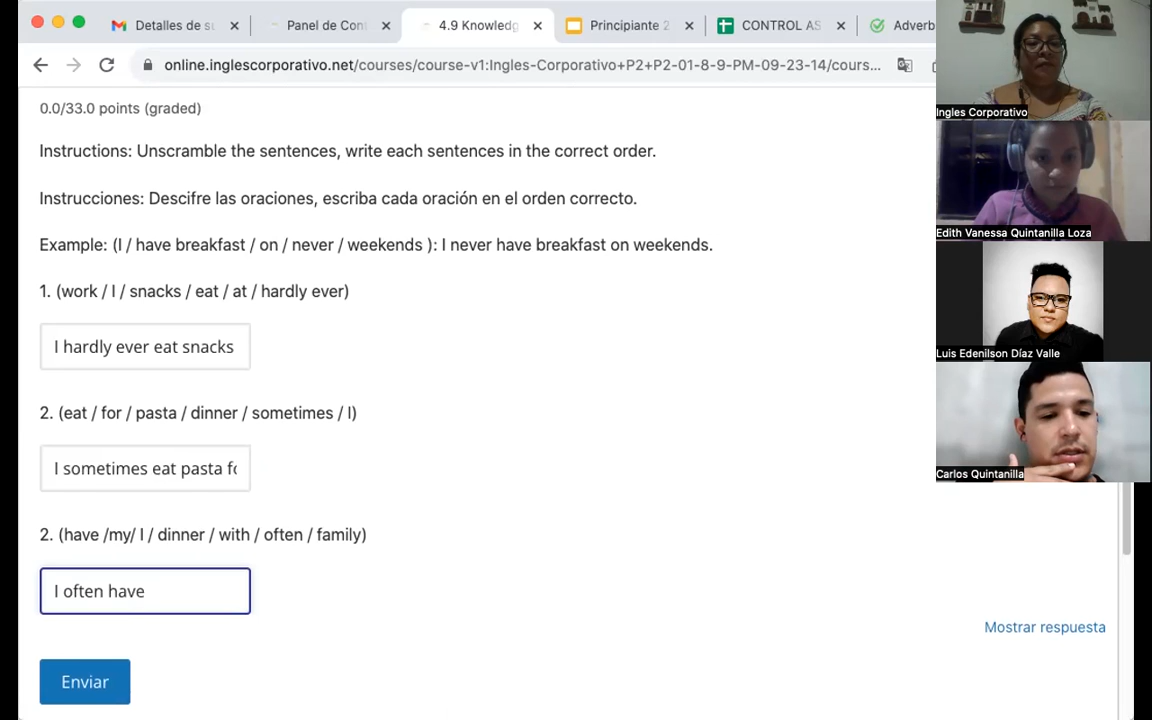 Detalles de su
Panel de Con
4.9 Knowledg
Principiante 2
CONTROL AS
Adverb
online.inglescorporativo.net/courses/course-v1:Ingles-Corporativo+P2+P2-01-8-9-PM-09-23-14/cours...
0.0/33.0 points (graded)
Instructions: Unscramble the sentences, write each sentences in the correct order.
Instrucciones: Descifre las oraciones, escriba cada oración en el orden correcto.
Example: (I / have breakfast / on / never / weekends ): I never have breakfast on weekends.
1. (work / I / snacks / eat / at / hardly ever)
I hardly ever eat snacks
2. (eat / for / pasta / dinner / sometimes / I)
I sometimes eat pasta fo
2. (have /my/ I / dinner / with / often / family)
I often have
Mostrar respuesta
Enviar
Ingles Corporativo
Edith Vanessa Quintanilla Loza
Luis Edenilson Díaz Valle
Carlos Quintanilla